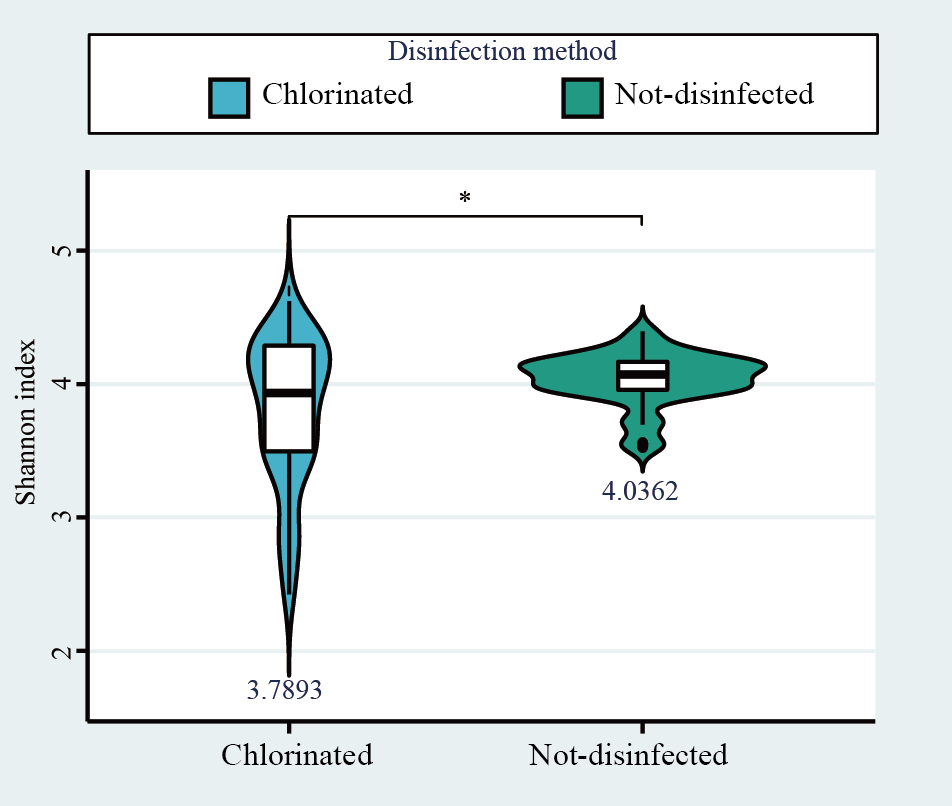 Disinfection method
Chlorinated
Not-disinfected
*
5
4
3
2
Shannon index
4.0362
3.7893
Chlorinated
Not-disinfected